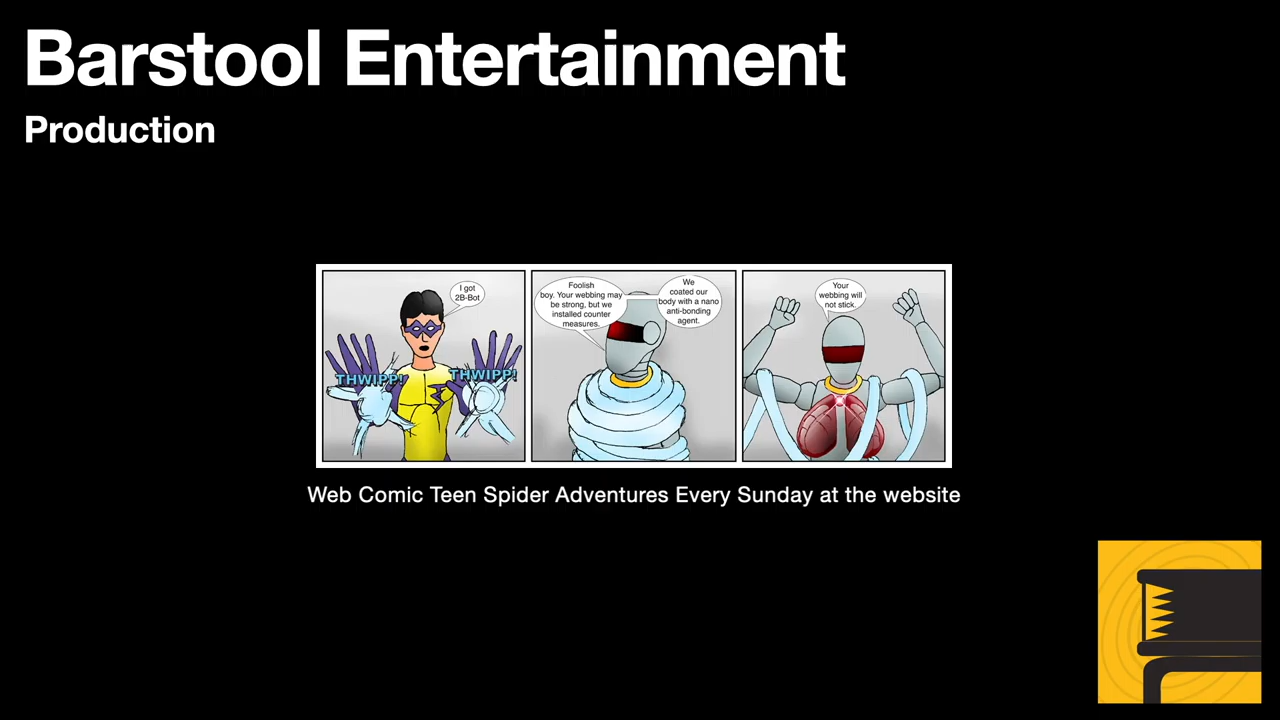 Barstool Entertainment
Production
I got
2B-Bot
THWIPP!
THWIPP!
Foolish
boy. Your webbing may
be strong, but we
installed counter
measures.
We
coated our
body with a nano
anti-bonding
agent.
Your
webbing will
not stick.
Web Comic Teen Spider Adventures Every Sunday at the website